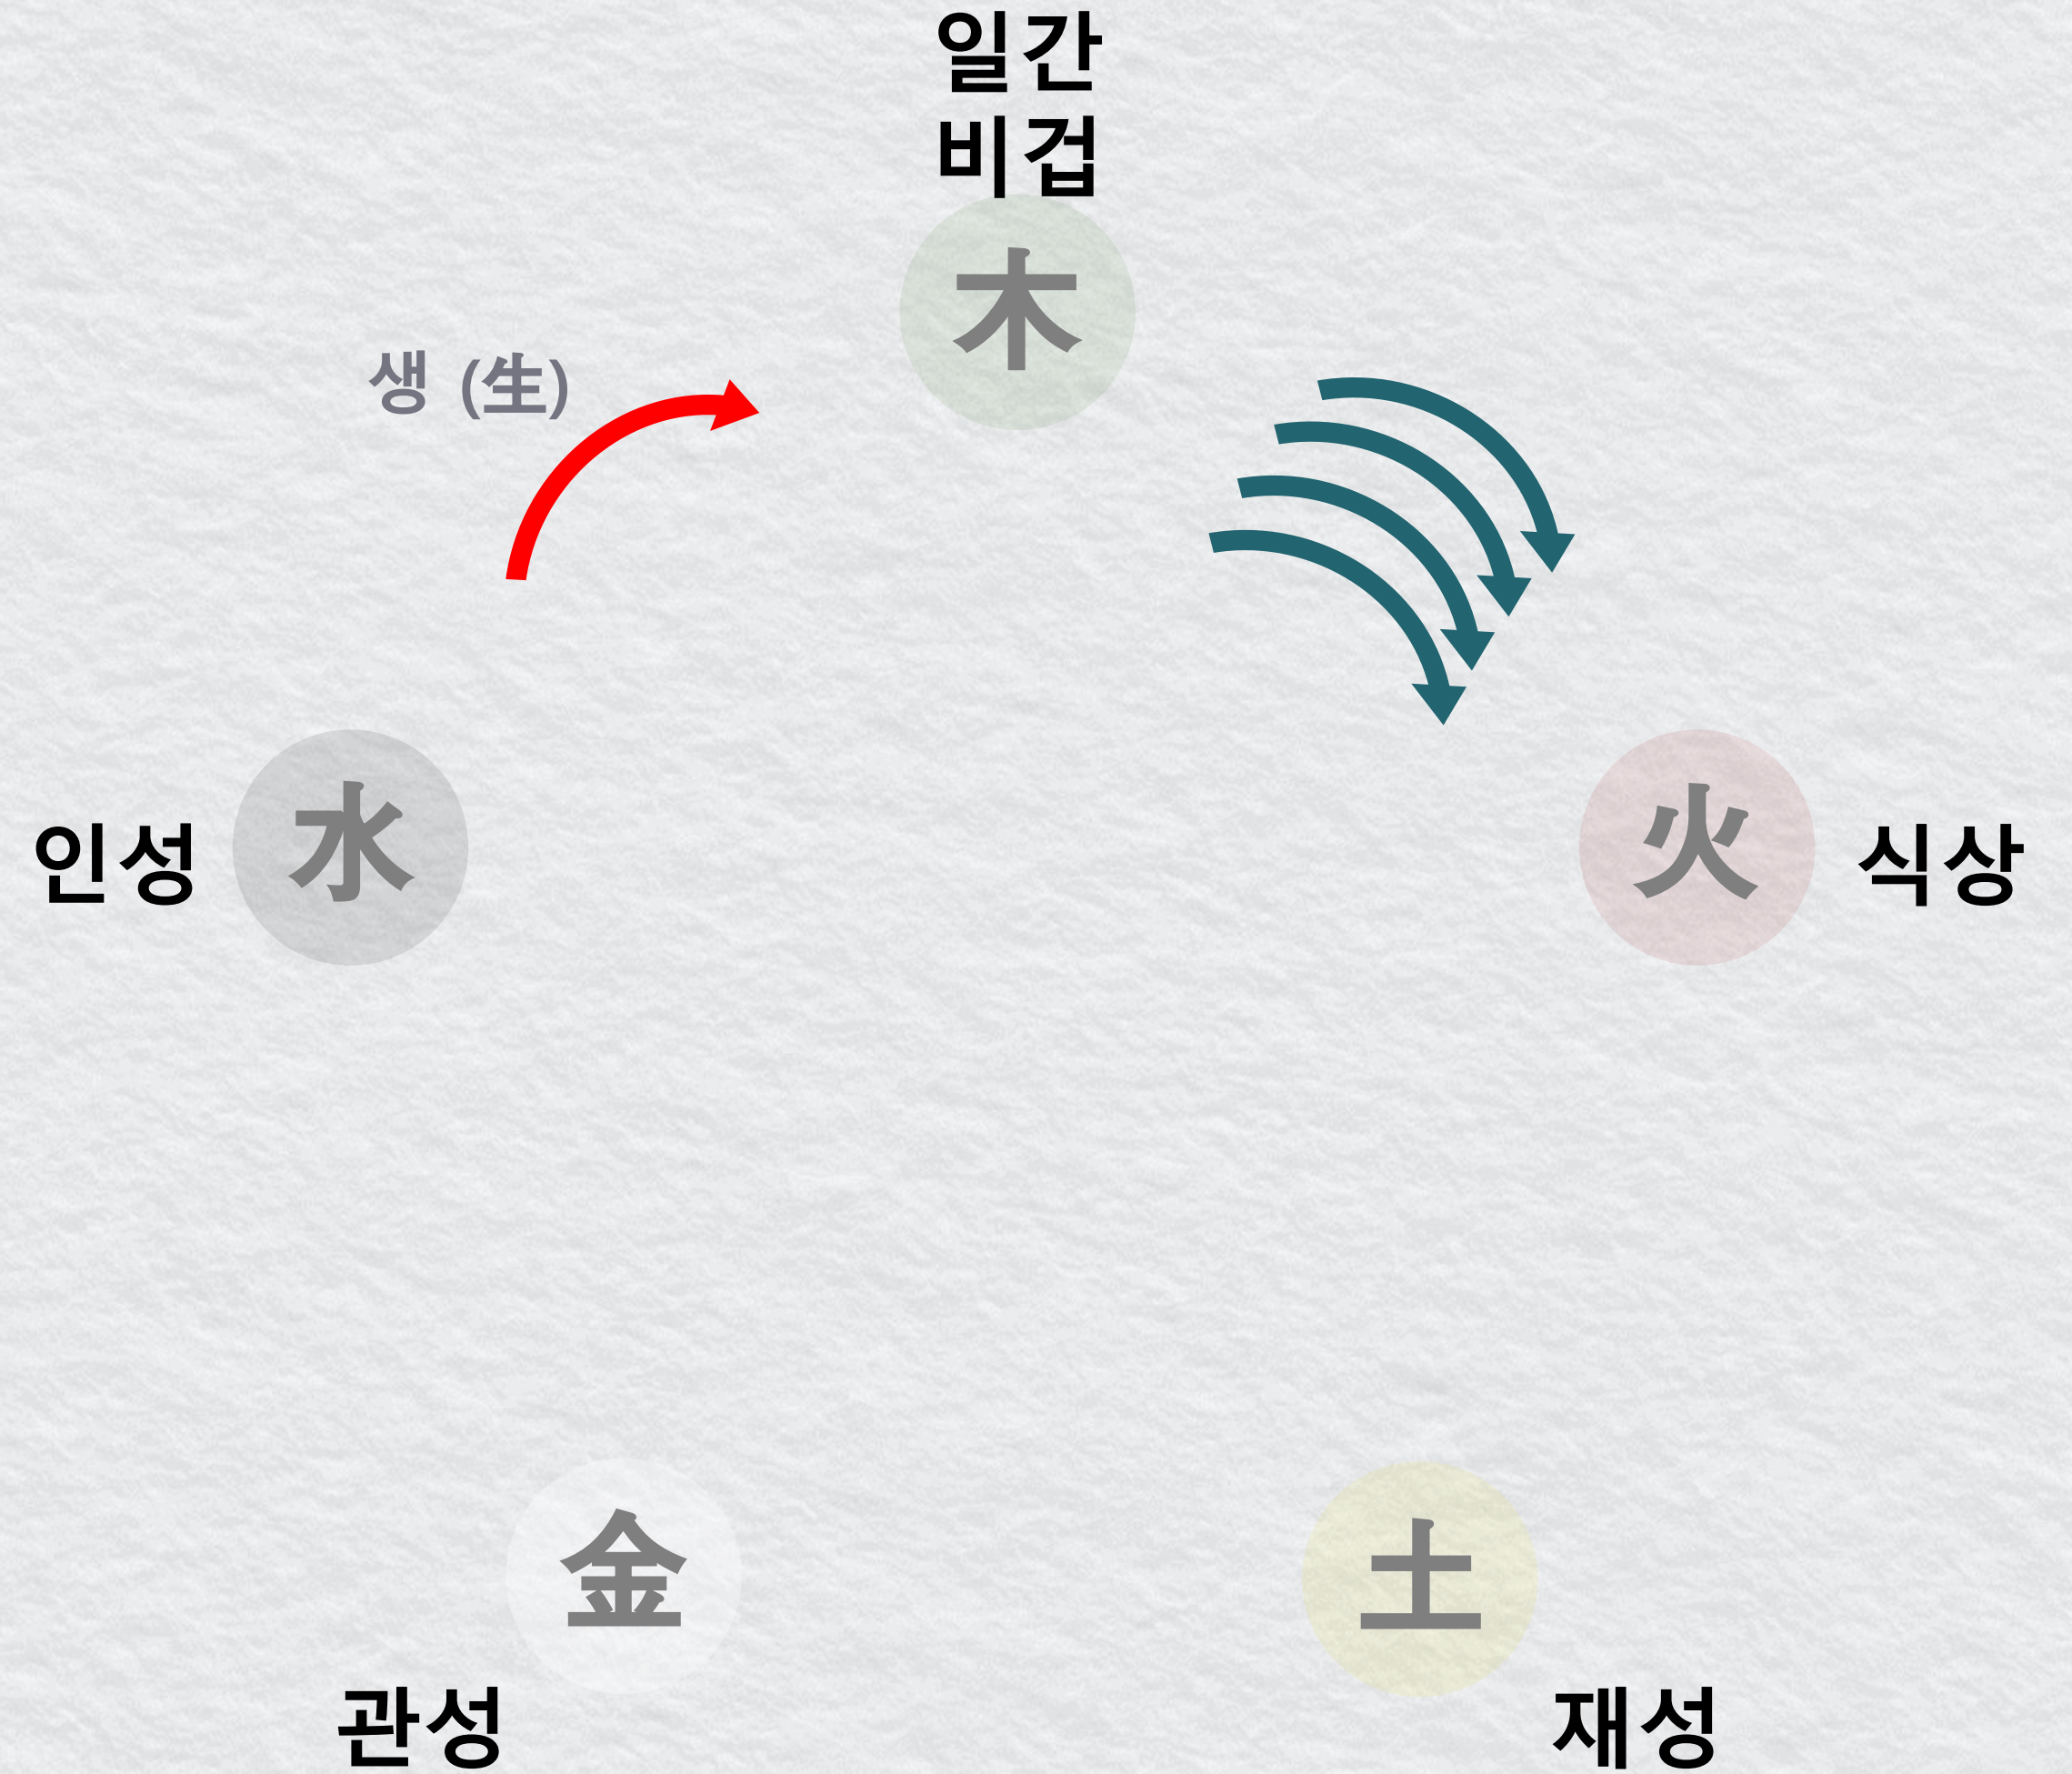 일간
비겁
木
생 (生)
인성
水
火
식상
金
土
관성
재성